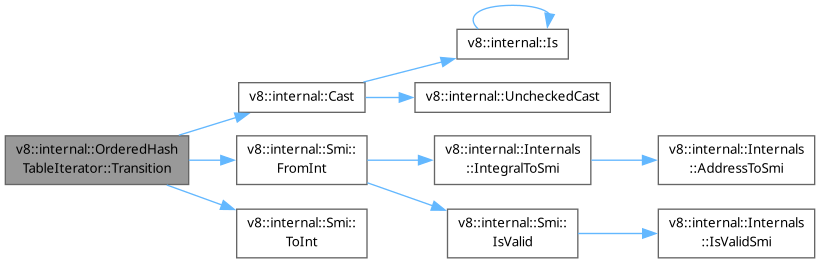 v8::internal::Is
v8::internal::Cast
v8::internal::UncheckedCast
v8::internal::OrderedHash
TableIterator::Transition
v8::internal::Smi::
FromInt
v8::internal::Internals
::IntegralToSmi
v8::internal::Internals
::AddressToSmi
v8::internal::Smi::
ToInt
v8::internal::Smi::
IsValid
v8::internal::Internals
::IsValidSmi